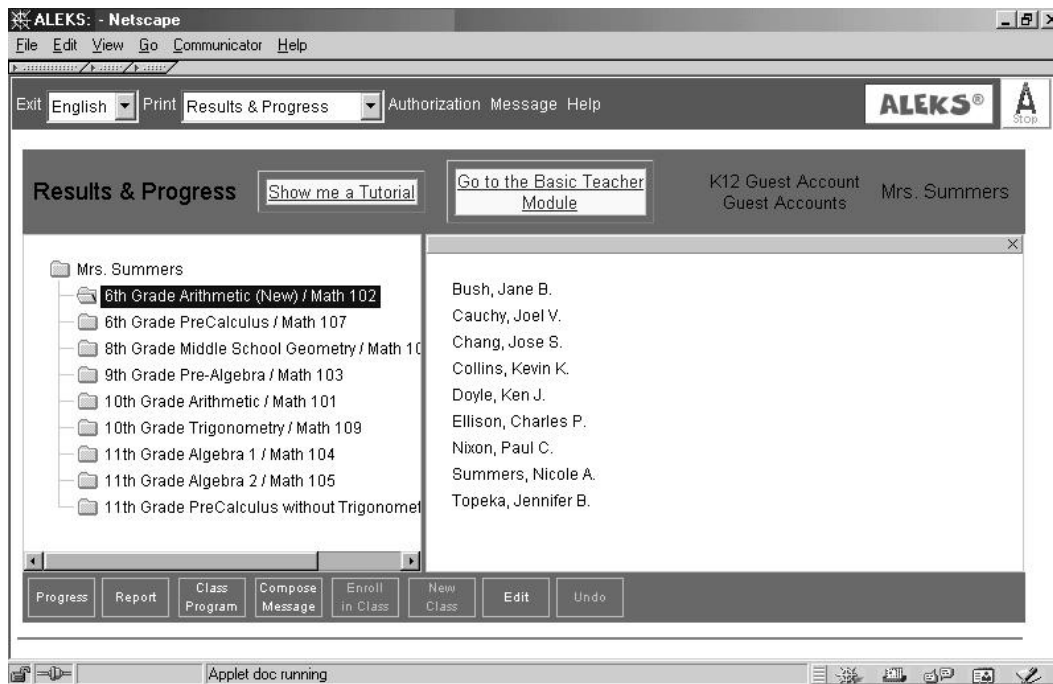 ALEKS: - Netscape
File Edit View Go Communicator Help
Exit English Print Results & Progress Authorization Message Help ALEKS® A
Stop
Results & Progress
Show me a Tutorial
Go to the Basic Teacher
Module
K12 Guest Account
Guest Accounts
Mrs. Summers
Mrs. Summers
6th Grade Arithmetic (New) / Math 102
6th Grade PreCalculus / Math 107
8th Grade Middle School Geometry / Math 10
9th Grade Pre-Algebra / Math 103
10th Grade Arithmetic / Math 101
10th Grade Trigonometry / Math 109
11th Grade Algebra 1 / Math 104
11th Grade Algebra 2 / Math 105
11th Grade PreCalculus without Trigonomet
Bush, Jane B.
Cauchy, Joel V.
Chang, Jose S.
Collins, Kevin K.
Doyle, Ken J.
Ellison, Charles P.
Nixon, Paul C.
Summers, Nicole A.
Topeka, Jennifer B.
Progress
Report
Class
Program
Compose
Message
Enroll
in Class
New
Class
Edit
Undo
Applet doc running